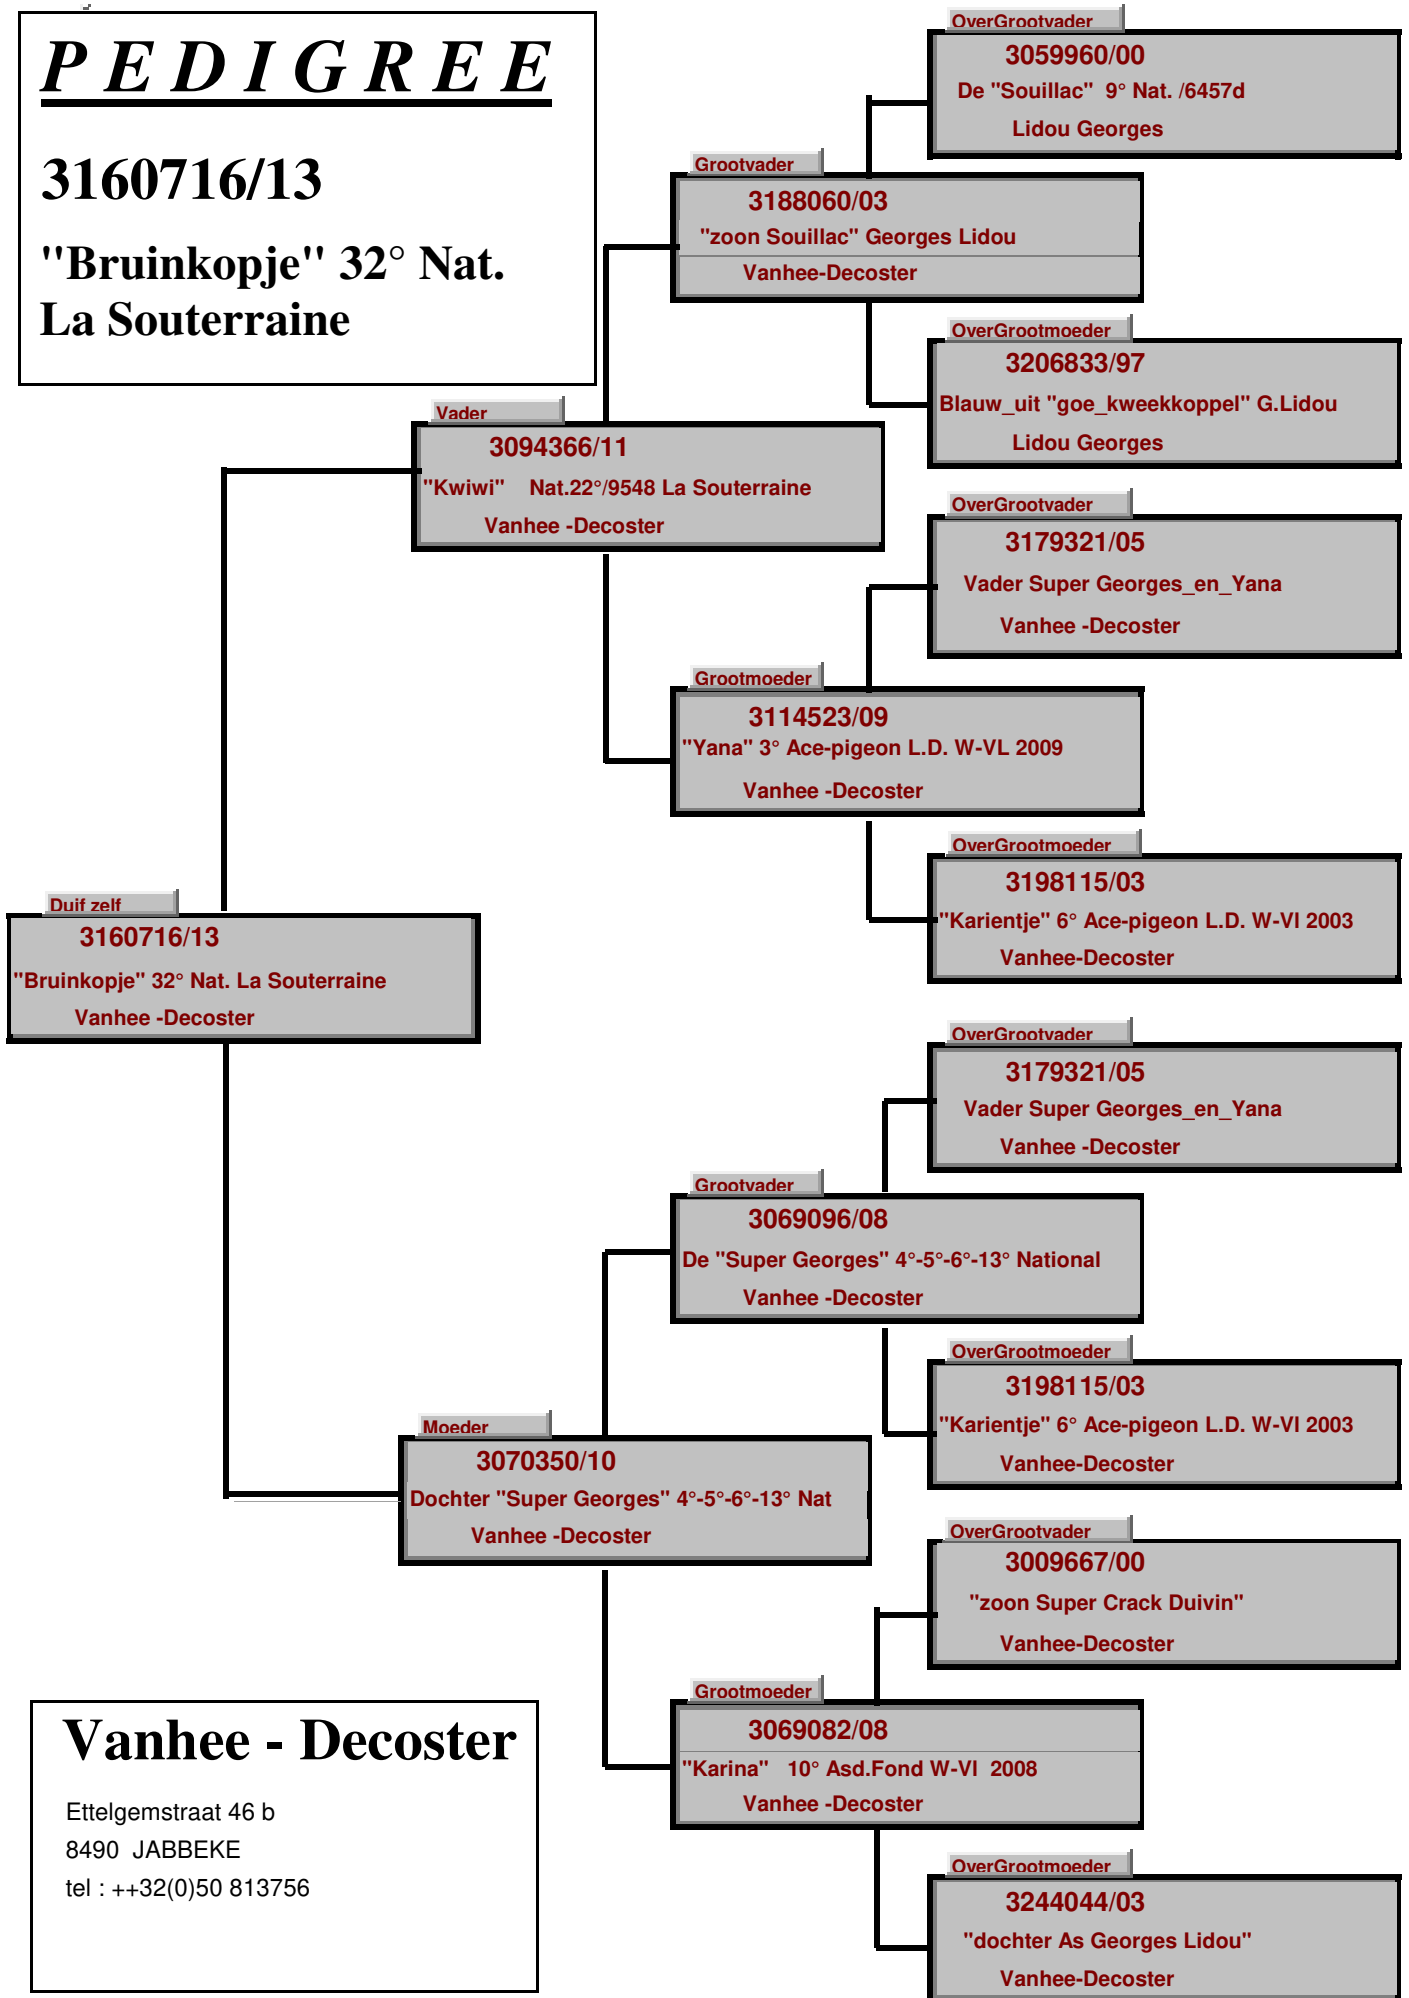 P E D I G R E E
3160716/13
"Bruinkopje" 32° Nat.
La Souterraine
OverGrootvader
3059960/00
De "Souillac" 9° Nat. /6457d
Lidou Georges
Grootvader
3188060/03
"zoon Souillac" Georges Lidou
Vanhee-Decoster
OverGrootmoeder
3206833/97
Blauw_uit "goe_kweekkoppel" G.Lidou
Lidou Georges
Vader
3094366/11
"Kwiwi" Nat.22°/9548 La Souterraine
Vanhee -Decoster
OverGrootvader
3179321/05
Vader Super Georges_en_Yana
Vanhee -Decoster
Grootmoeder
3114523/09
"Yana" 3° Ace-pigeon L.D. W-VL 2009
Vanhee -Decoster
OverGrootmoeder
3198115/03
"Karientje" 6° Ace-pigeon L.D. W-Vl 2003
Vanhee-Decoster
Duif zelf
3160716/13
"Bruinkopje" 32° Nat. La Souterraine
Vanhee -Decoster
OverGrootvader
3179321/05
Vader Super Georges_en_Yana
Vanhee -Decoster
Grootvader
3069096/08
De "Super Georges" 4°-5°-6°-13° National
Vanhee -Decoster
OverGrootmoeder
3198115/03
"Karientje" 6° Ace-pigeon L.D. W-Vl 2003
Vanhee-Decoster
Moeder
3070350/10
Dochter "Super Georges" 4°-5°-6°-13° Nat
Vanhee -Decoster
OverGrootvader
3009667/00
"zoon Super Crack Duivin"
Vanhee-Decoster
Grootmoeder
3069082/08
"Karina" 10° Asd.Fond W-Vl 2008
Vanhee -Decoster
OverGrootmoeder
3244044/03
"dochter As Georges Lidou"
Vanhee-Decoster
Vanhee - Decoster
Ettelgemstraat 46 b
8490 JABBEKE
tel : ++32(0)50 813756